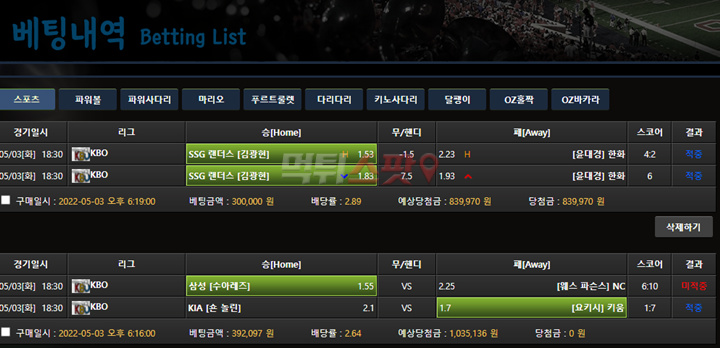 베팅내역 Betting List
스포츠 파워볼 파워사다리 마리오 푸르트룰렛 다리다리 키노사다리 달팽이 OZ홀짝 OZ바카라
경기일시 리그 승[Home] 무/핸디 패[Away] 스코어 결과
05/03[화] 18:30 KBO SSG 랜더스 [김광현] H 1.53 -1.5 2.23 H [윤대경] 한화 4:2 적중
05/03[화] 18:30 KBO SSG 랜더스 [김광현] 1.83 7.5 1.93 [윤대경] 한화 6 적중
먹튀스팟
구매일시 : 2022-05-03 오후 6:19:00 베팅금액 : 300,000 원 배당률 : 2.89 예상당첨금 : 839,970 원 당첨금 : 839,970 원
삭제하기
경기일시 리그 승[Home] 무/핸디 패[Away] 스코어 결과
05/03[화] 18:30 KBO 삼성 [수아레즈] 1.55 VS 2.25 [웨스 파슨스] NC 6:10 미적중
05/03[화] 18:30 KBO KIA [숀 놀린] 2.1 VS 1.7 [요키시] 키움 1:7 적중
구매일시 : 2022-05-03 오후 6:16:00 베팅금액 : 392,097 원 배당률 : 2.64 예상당첨금 : 1,035,136 원 당첨금 : 0 원